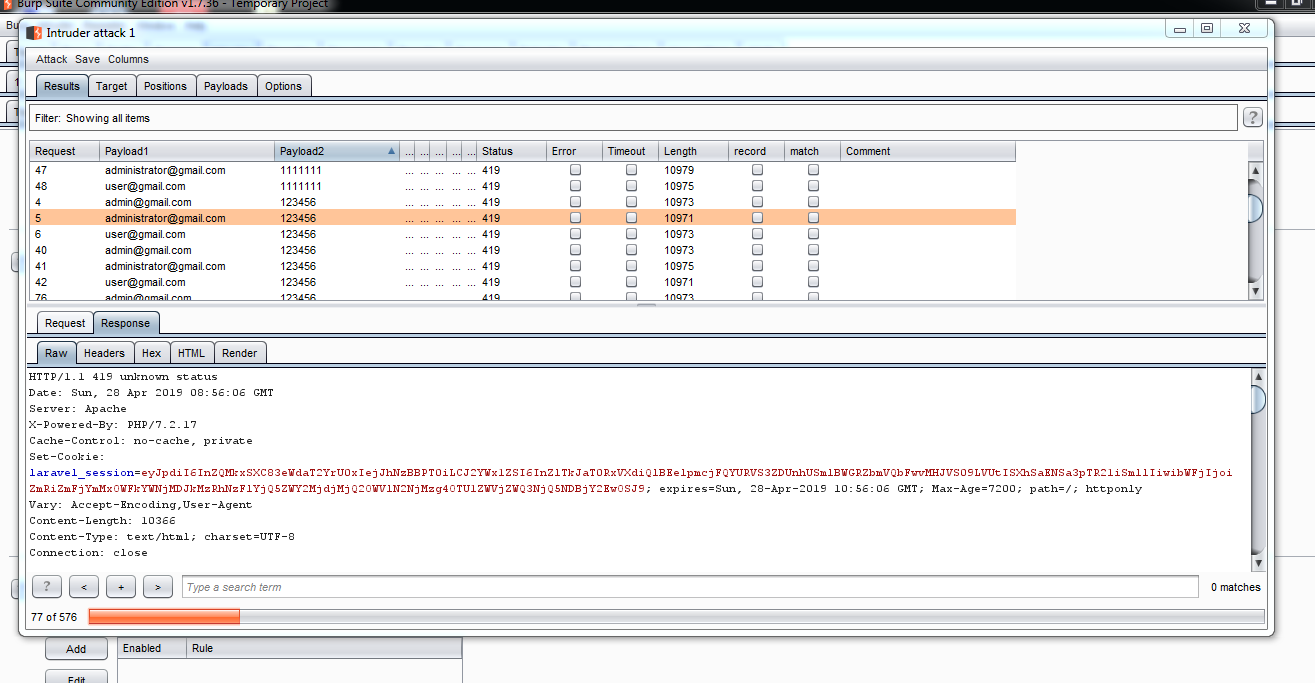 Burp Suite Community Edition v1.7.36 - Temporary Project
Intruder attack 1
Attack Save Columns
Results Target Positions Payloads Options
Filter: Showing all items ?
Request Payload1 Payload2 ... ... ... ... ... Status Error Timeout Length record match Comment
47 administrator@gmail.com 1111111 ... ... ... ... ... 419 10979
48 user@gmail.com 1111111 ... ... ... ... ... 419 10975
4 admin@gmail.com 123456 ... ... ... ... ... 419 10973
5 administrator@gmail.com 123456 ... ... ... ... ... 419 10971
6 user@gmail.com 123456 ... ... ... ... ... 419 10973
40 admin@gmail.com 123456 ... ... ... ... ... 419 10973
41 administrator@gmail.com 123456 ... ... ... ... ... 419 10975
42 user@gmail.com 123456 ... ... ... ... ... 419 10971
76 admin@gmail.com 123456 ... ... ... ... ... 419 10973
Request Response
Raw Headers Hex HTML Render
HTTP/1.1 419 unknown status
Date: Sun, 28 Apr 2019 08:56:06 GMT
Server: Apache
X-Powered-By: PHP/7.2.17
Cache-Control: no-cache, private
Set-Cookie:
laravel_session=
; expires=Sun, 28-Apr-2019 10:56:06 GMT; Max-Age=7200; path=/; httponly
Vary: Accept-Encoding,User-Agent
Content-Length: 10366
Content-Type: text/html; charset=UTF-8
Connection: close
? < + > Type a search term 0 matches
77 of 576
Add Enabled Rule
Edit